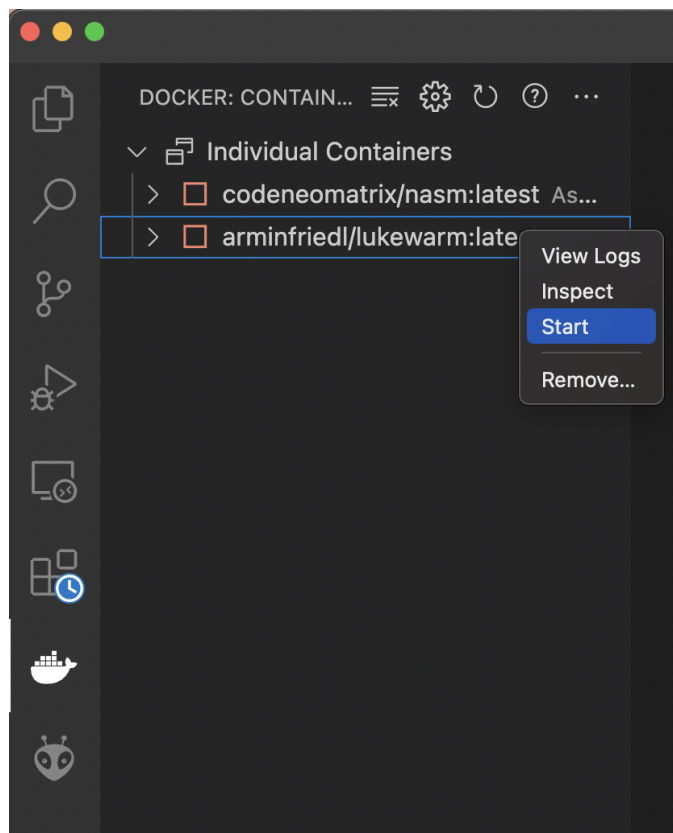 DOCKER: CONTAIN...
Individual Containers
codeneomatrix/nasm:latest As...
arminfriedl/lukewarm:late
View Logs
Inspect
Start
Remove...